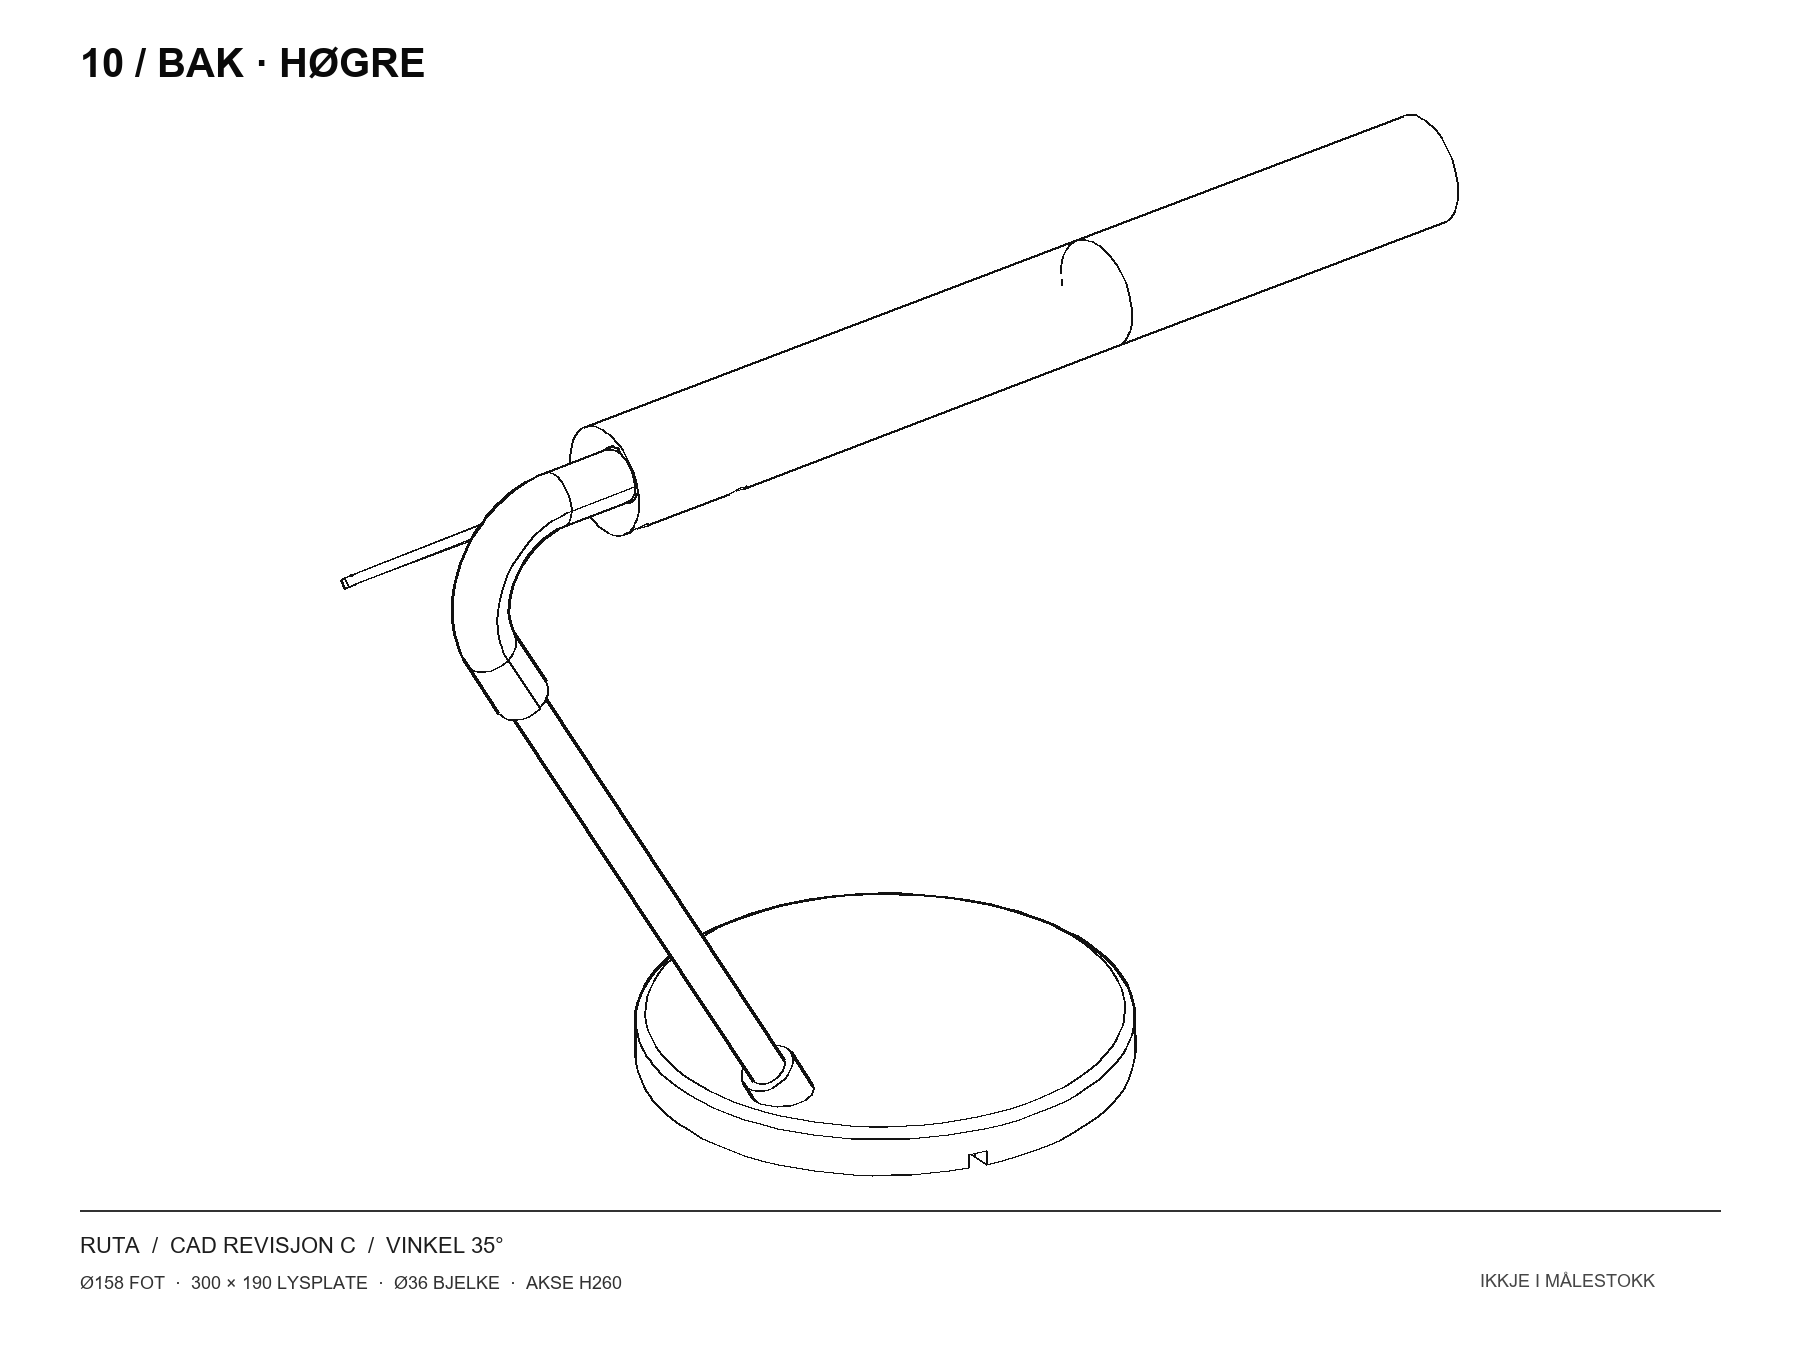 10 / BAK · HØGRE
RUTA / CAD REVISJON C / VINKEL 35°
Ø158 FOT · 300 × 190 LYSPLATE · Ø36 BJELKE · AKSE H260
IKKJE I MÅLESTOKK